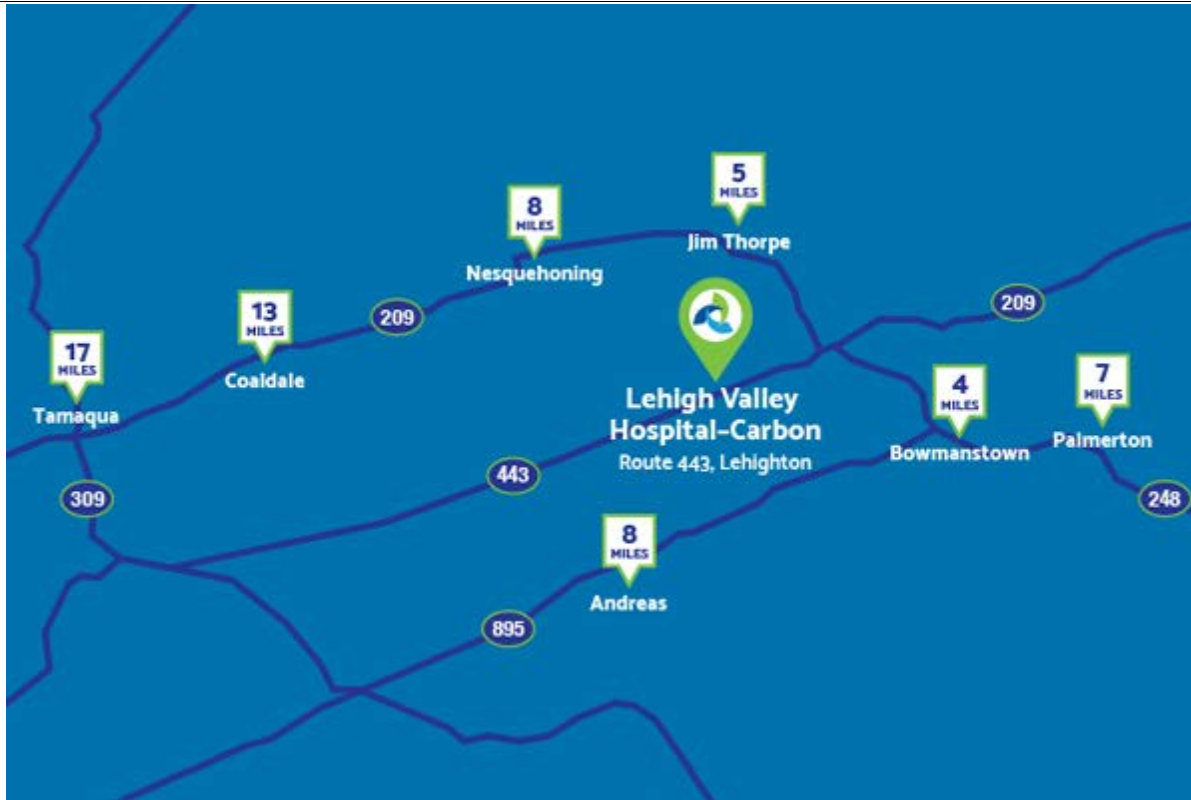 5
MILES
Jim Thorpe
8
MILES
Nesquehoning
13
MILES
Coaldale
209
209
17
MILES
Tamaqua
Lehigh Valley
Hospital-Carbon
Route 443, Lehighton
4
MILES
Bowmanstown
7
MILES
Palmerton
443
309
248
8
MILES
Andreas
895